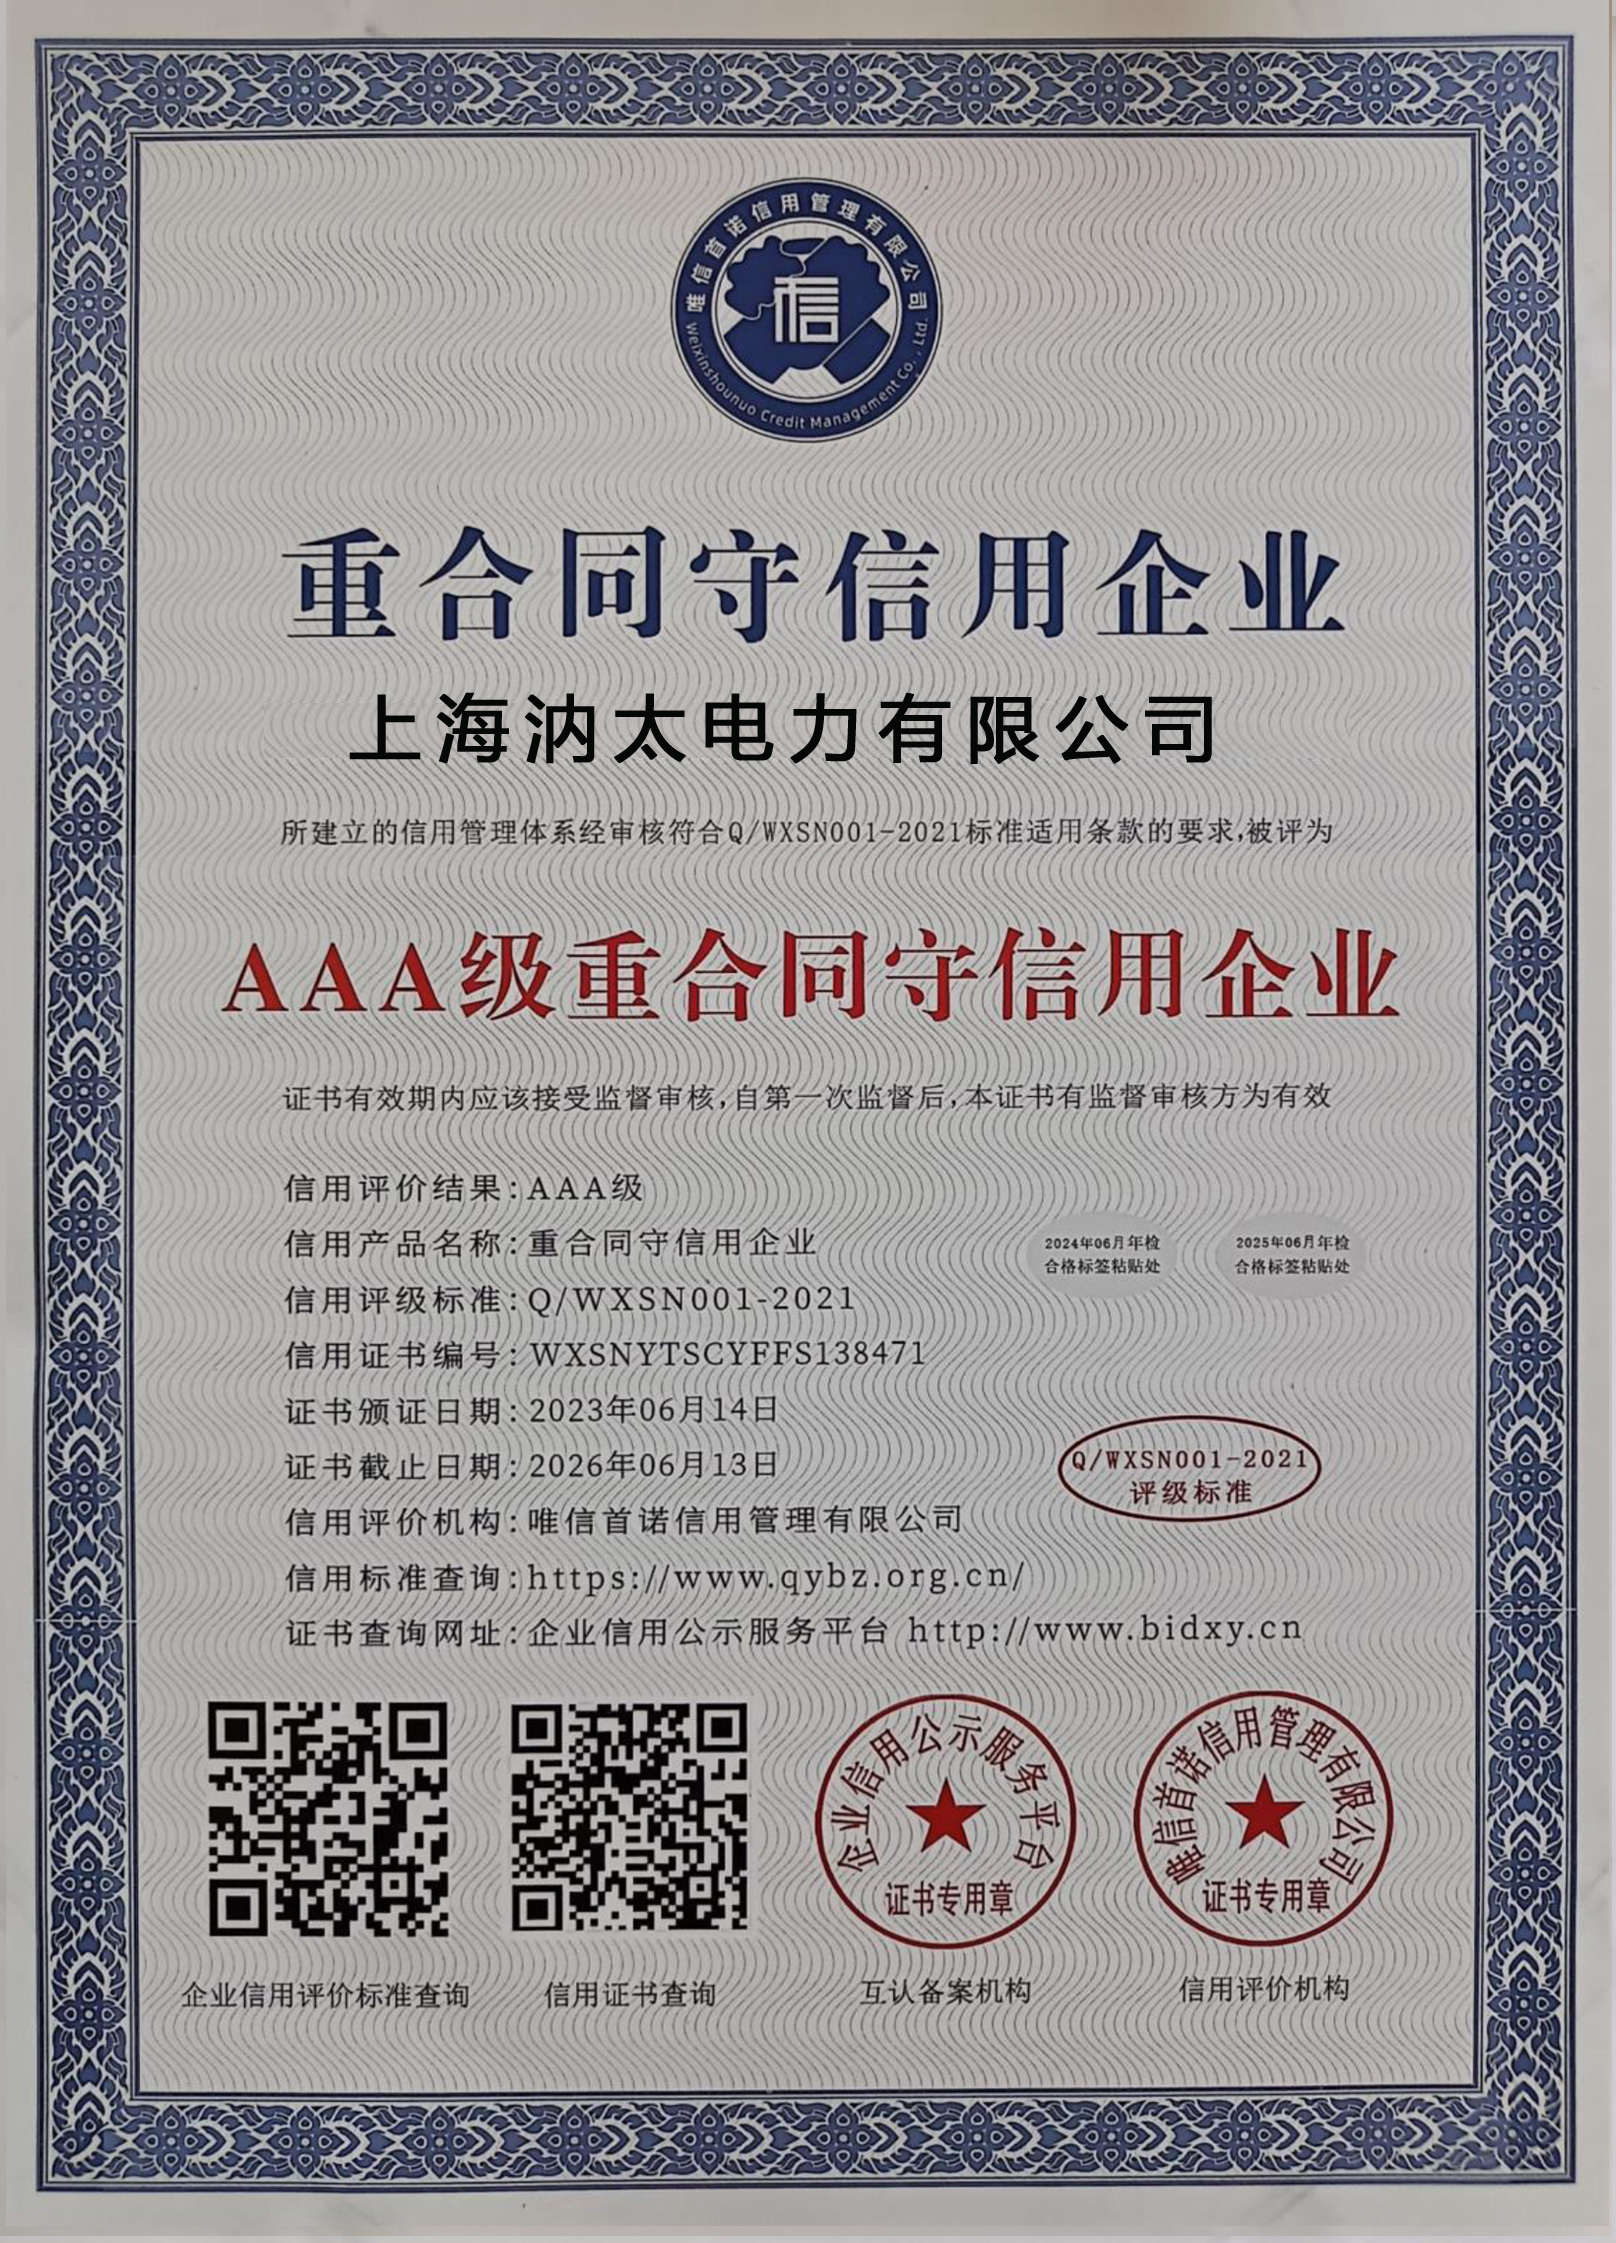 唯信首诺信用管理有限公司
信
Weixinshounuo Credit Management Co., Ltd.
重合同守信用企业
上海汭太电力有限公司
所建立的信用管理体系经审核符合Q/WXSN001-2021标准适用条款的要求,被评为
AAA级重合同守信用企业
证书有效期内应该接受监督审核,自第一次监督后,本证书有监督审核方为有效
信用评价结果:AAA级
信用产品名称:重合同守信用企业
信用评级标准:Q/WXSN001-2021
信用证书编号:WXSNYTSCYFFS138471
证书颁证日期:2023年06月14日
证书截止日期:2026年06月13日
信用评价机构:唯信首诺信用管理有限公司
信用标准查询:https://www.qybz.org.cn/
证书查询网址:企业信用公示服务平台 http://www.bidxy.cn
2024年06月年检
合格标签粘贴处
2025年06月年检
合格标签粘贴处
Q/WXSN001-2021
评级标准
企业信用公示服务平台
证书专用章
唯信首诺信用管理有限公司
证书专用章
企业信用评价标准查询
信用证书查询
互认备案机构
信用评价机构